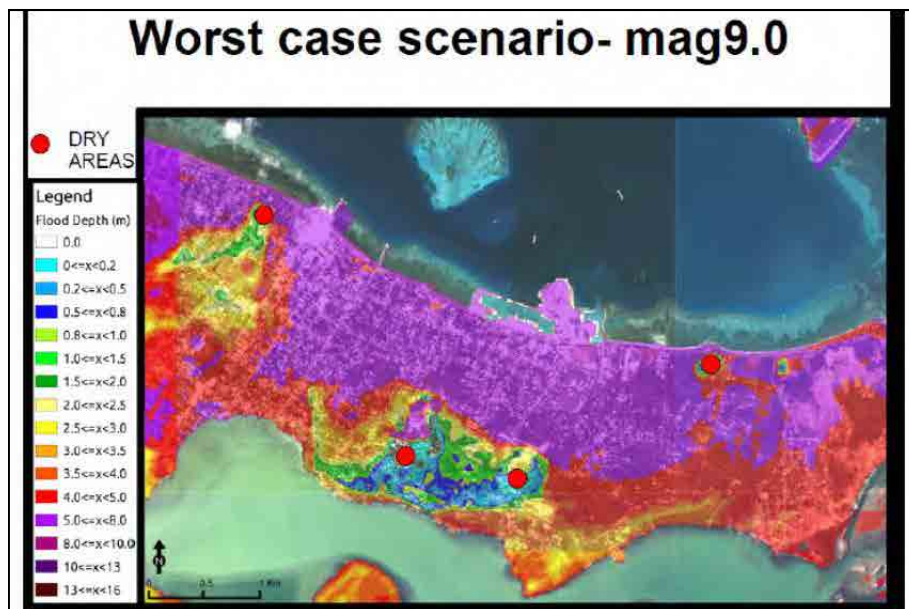 Worst case scenario- mag9.0
DRY
AREAS
Legend
Flood Depth (m)
0.0
0<=x<0.2
0.2<=x<0.5
0.5<=x<0.8
0.8<=x<1.0
1.0<=x<1.5
1.5<=x<2.0
2.0<=x<2.5
2.5<=x<3.0
3.0<=x<3.5
3.5<=x<4.0
4.0<=x<5.0
5.0<=x<8.0
8.0<=x<10.0
10<=x<13
13<=x<16
N
0 0.5 1 Km